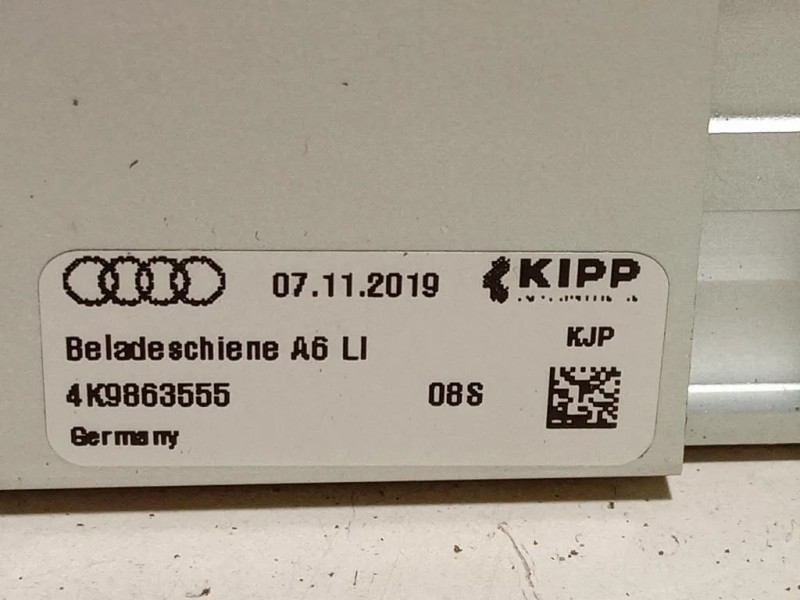 07.11.2019 KIPP
Beladeschiene A6 LI
KJP
4K9863555 08S
Germany